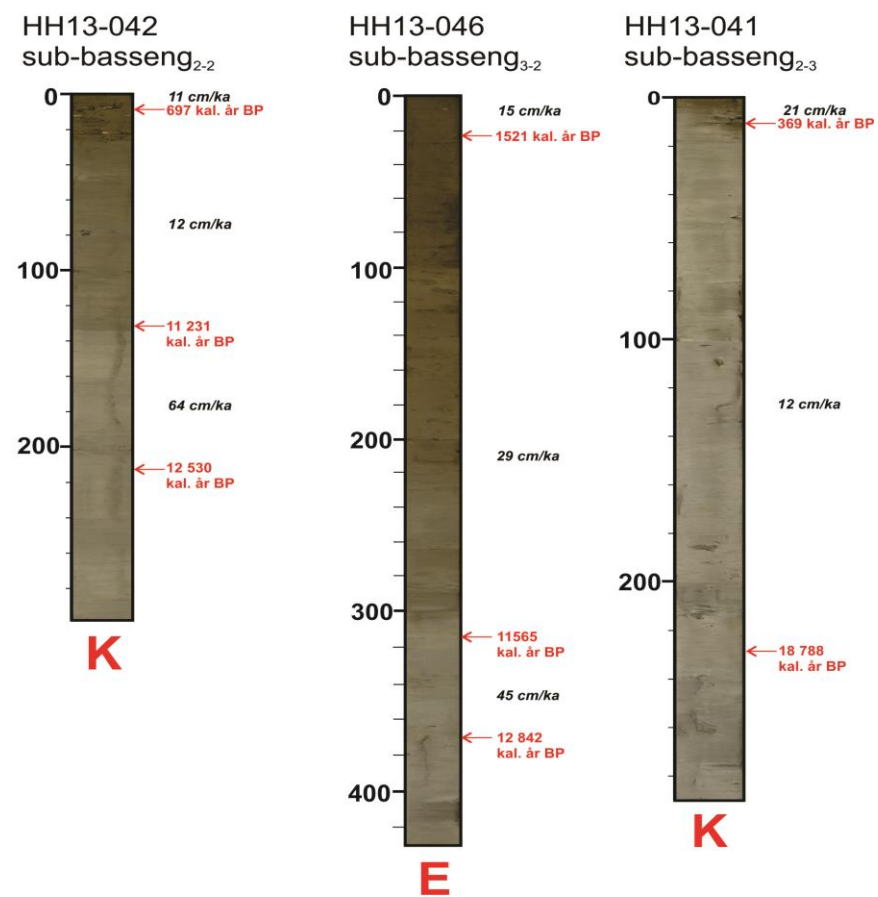 HH13-042
sub-basseng2-2
0
11 cm/ka
697 kal. år BP
12 cm/ka
100
11 231
kal. år BP
64 cm/ka
200
12 530
kal. år BP
K
HH13-046
sub-basseng3-2
0
15 cm/ka
1521 kal. år BP
100
200
29 cm/ka
300
11565
kal. år BP
45 cm/ka
12 842
kal. år BP
400
E
HH13-041
sub-basseng2-3
0
21 cm/ka
369 kal. år BP
100
12 cm/ka
200
18 788
kal. år BP
K